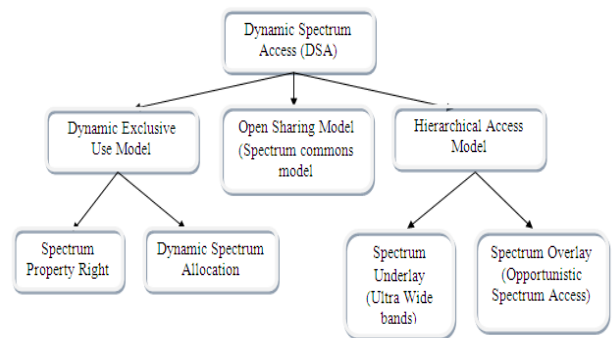 Dynamic Spectrum
Access (DSA)
Dynamic Exclusive
Use Model
Open Sharing Model
(Spectrum commons
model
Hierarchical Access
Model
Spectrum
Property Right
Dynamic Spectrum
Allocation
Spectrum
Underlay
(Ultra Wide
bands)
Spectrum Overlay
(Opportunistic
Spectrum Access)